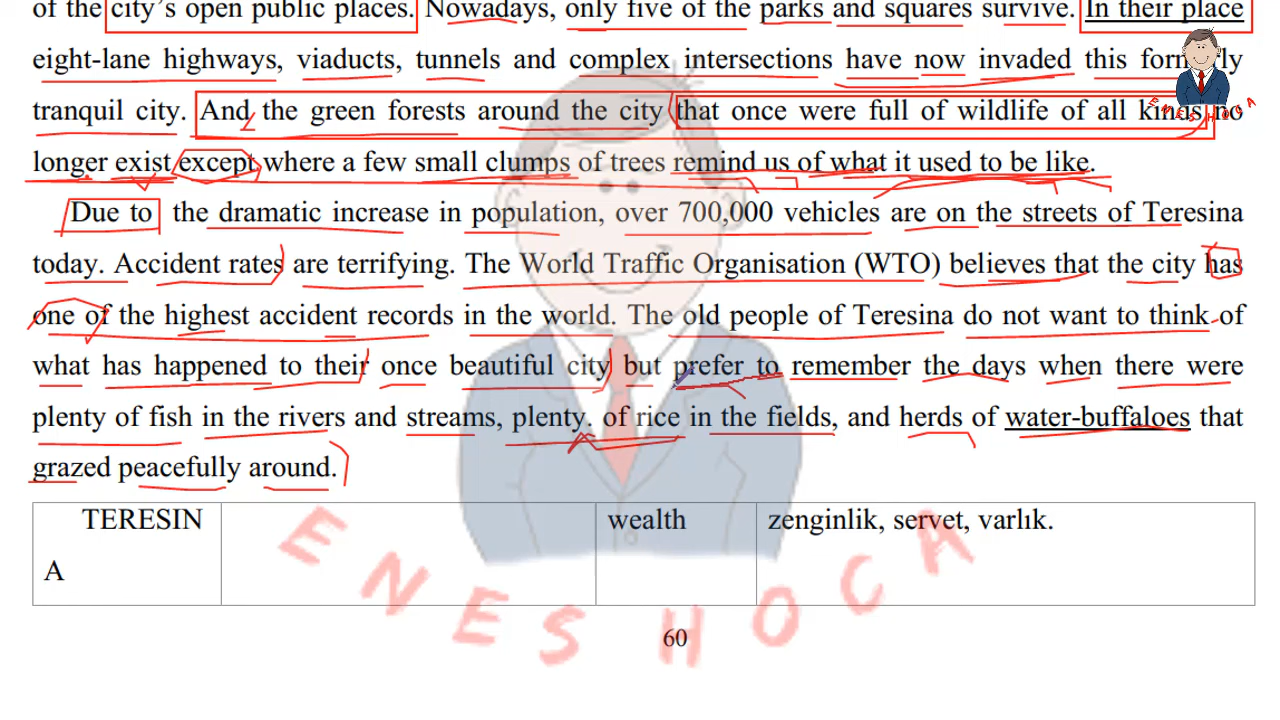 of the city's open public places. Nowadays, only five of the parks and squares survive. In their place
eight-lane highways, viaducts, tunnels and complex intersections have now invaded this formerly
tranquil city. And the green forests around the city that once were full of wildlife of all kinds no
ENES HOCA
longer exist except where a few small clumps of trees remind us of what it used to be like.
Due to the dramatic increase in population, over 700,000 vehicles are on the streets of Teresina
today. Accident rates are terrifying. The World Traffic Organisation (WTO) believes that the city has
one of the highest accident records in the world. The old people of Teresina do not want to think of
what has happened to their once beautiful city but prefer to remember the days when there were
plenty of fish in the rivers and streams, plenty. of rice in the fields, and herds of water-buffaloes that
grazed peacefully around.
TERESIN wealth zenginlik, servet, varlık.
A
ENES HOCA
60